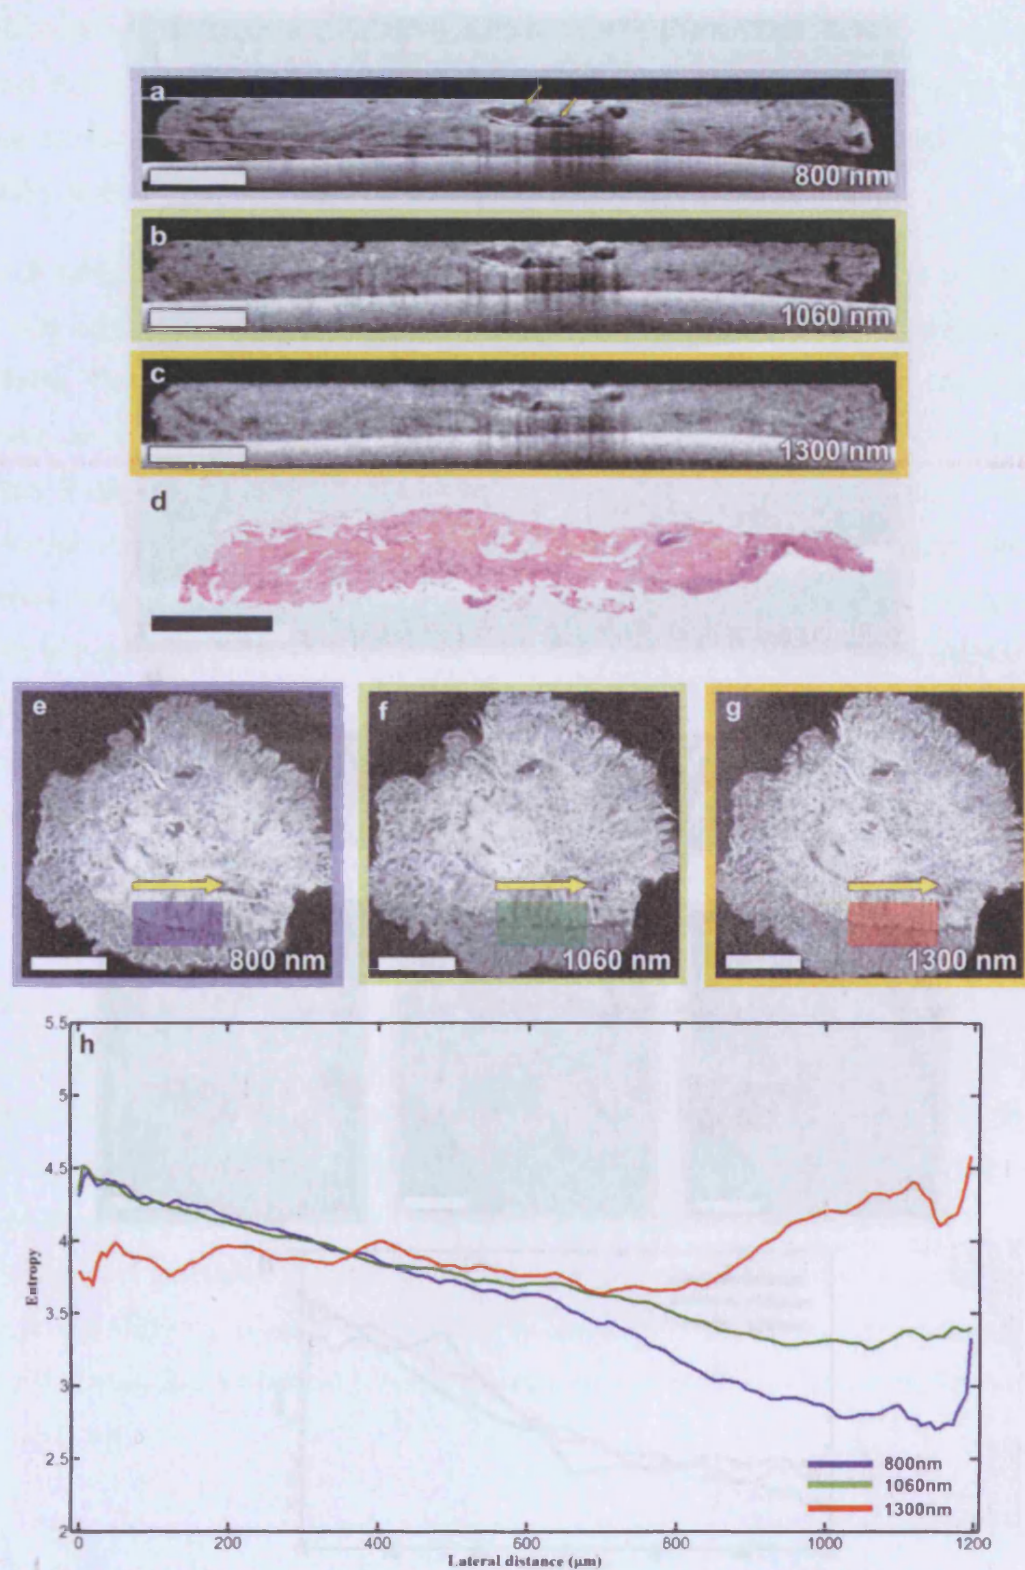 a
800 nm
b
1060 nm
c
1300 nm
d
e
800 nm
f
1060 nm
g
1300 nm
h
5.5
5
4.5
4
3.5
3
2.5
2
Entropy
0 200 400 600 800 1000 1200
Lateral distance (μm)
800nm
1060nm
1300nm